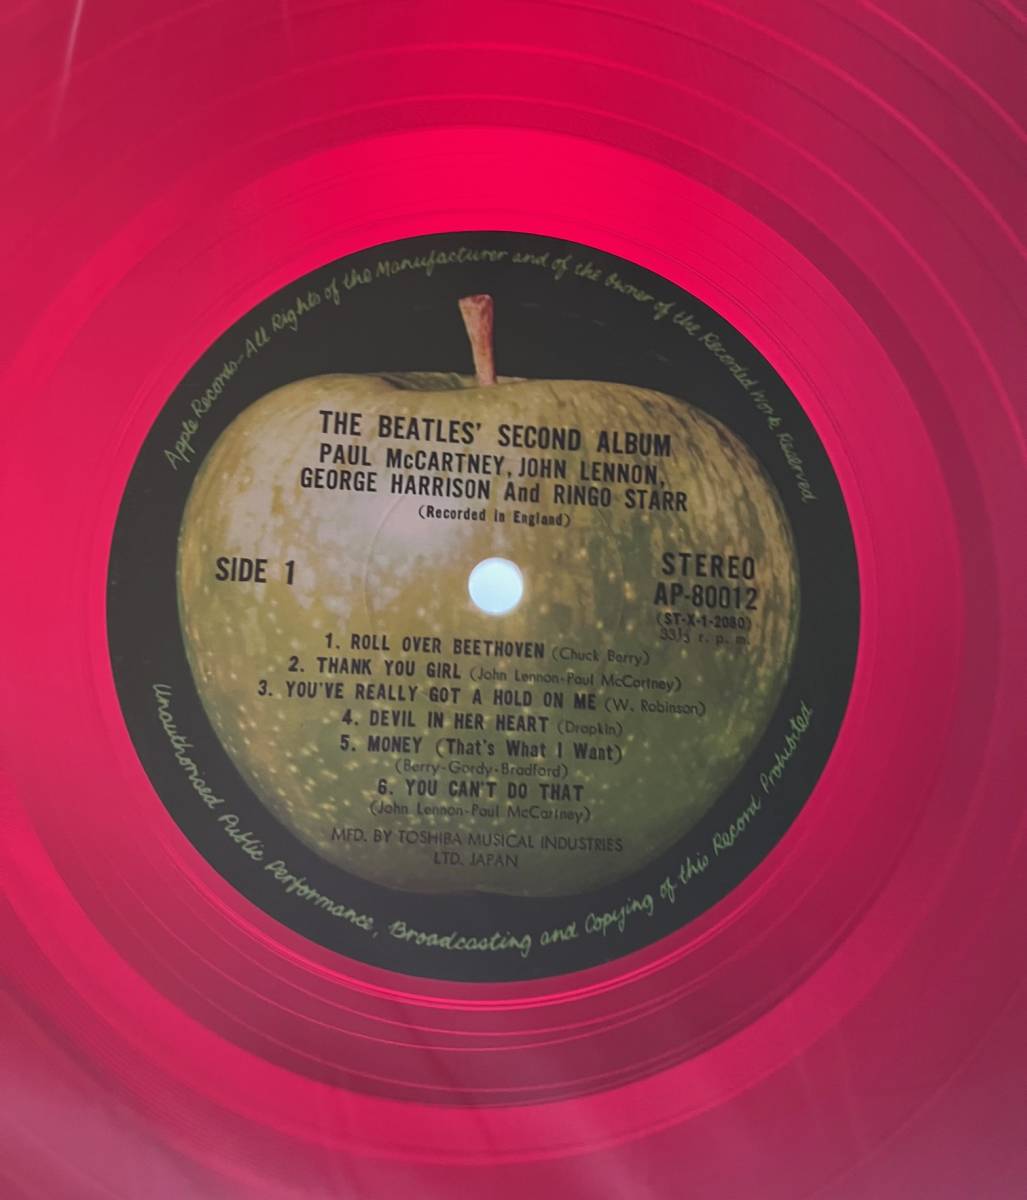 Apple Records-All Rights of the Manufacturer and of the Owner of the Recorded Work Reserved
THE BEATLES' SECOND ALBUM
PAUL McCARTNEY, JOHN LENNON,
GEORGE HARRISON And RINGO STARR
(Recorded in England)
SIDE 1
STEREO
AP-80012
(ST-X-1-2080)
33⅓ r. p. m.
1. ROLL OVER BEETHOVEN (Chuck Berry)
2. THANK YOU GIRL (John Lennon-Paul McCartney)
3. YOU'VE REALLY GOT A HOLD ON ME (W. Robinson)
4. DEVIL IN HER HEART (Drapkin)
5. MONEY (That's What I Want)
(Berry-Gordy-Bradford)
6. YOU CAN'T DO THAT
(John Lennon-Paul McCartney)
MFD. BY TOSHIBA MUSICAL INDUSTRIES
LTD. JAPAN
Unauthorised Public Performance, Broadcasting and Copying of this Record Prohibited